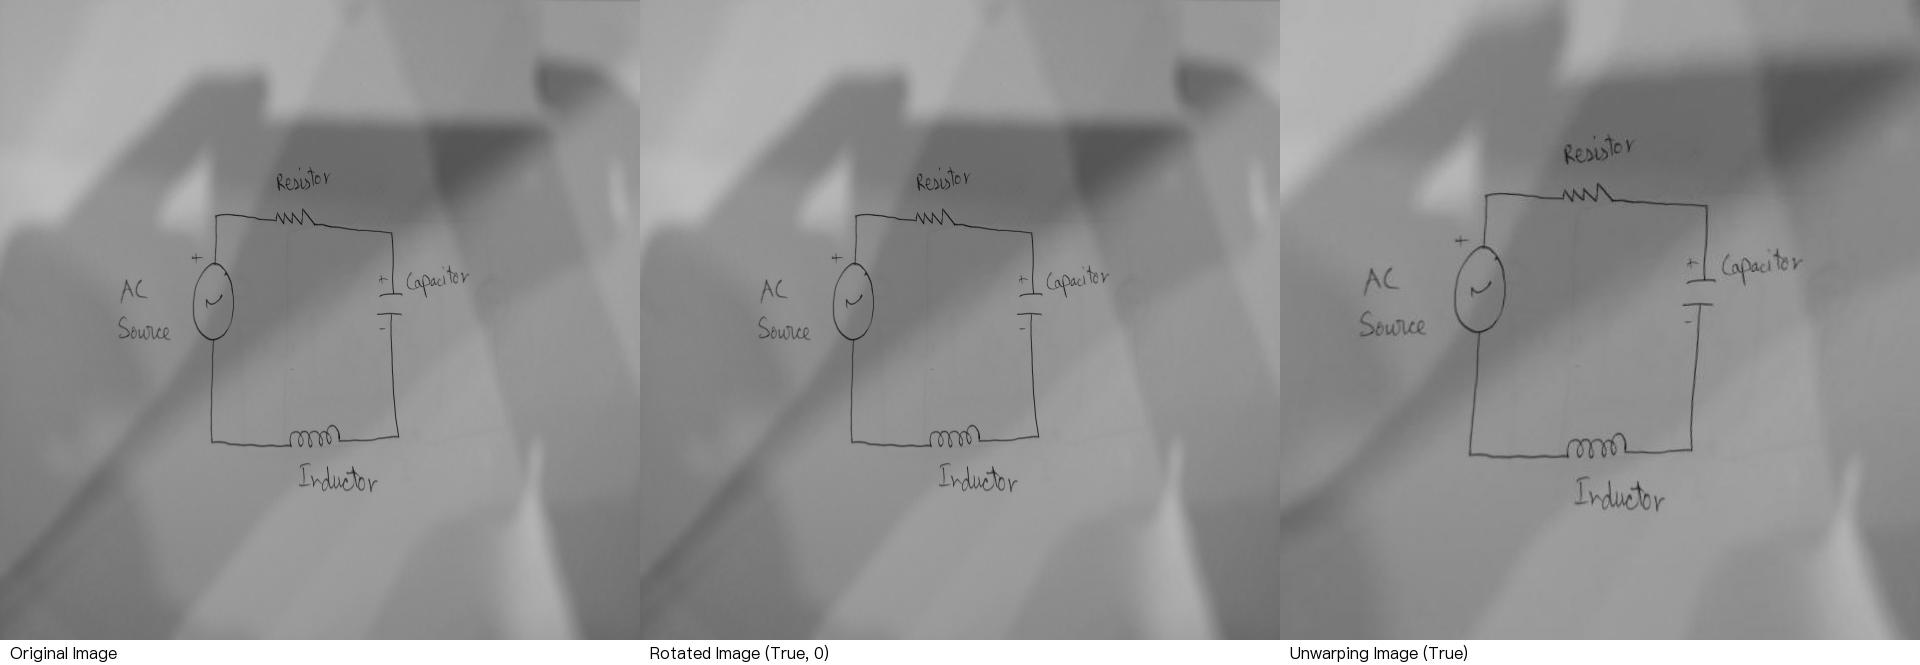 Resistor
+
AC
Source
+
Capacitor
-
Inductor
Resistor
+
AC
Source
+
Capacitor
-
Inductor
Resistor
+
AC
Source
+
Capacitor
-
Inductor
Original Image
Rotated Image (True, 0)
Unwarping Image (True)